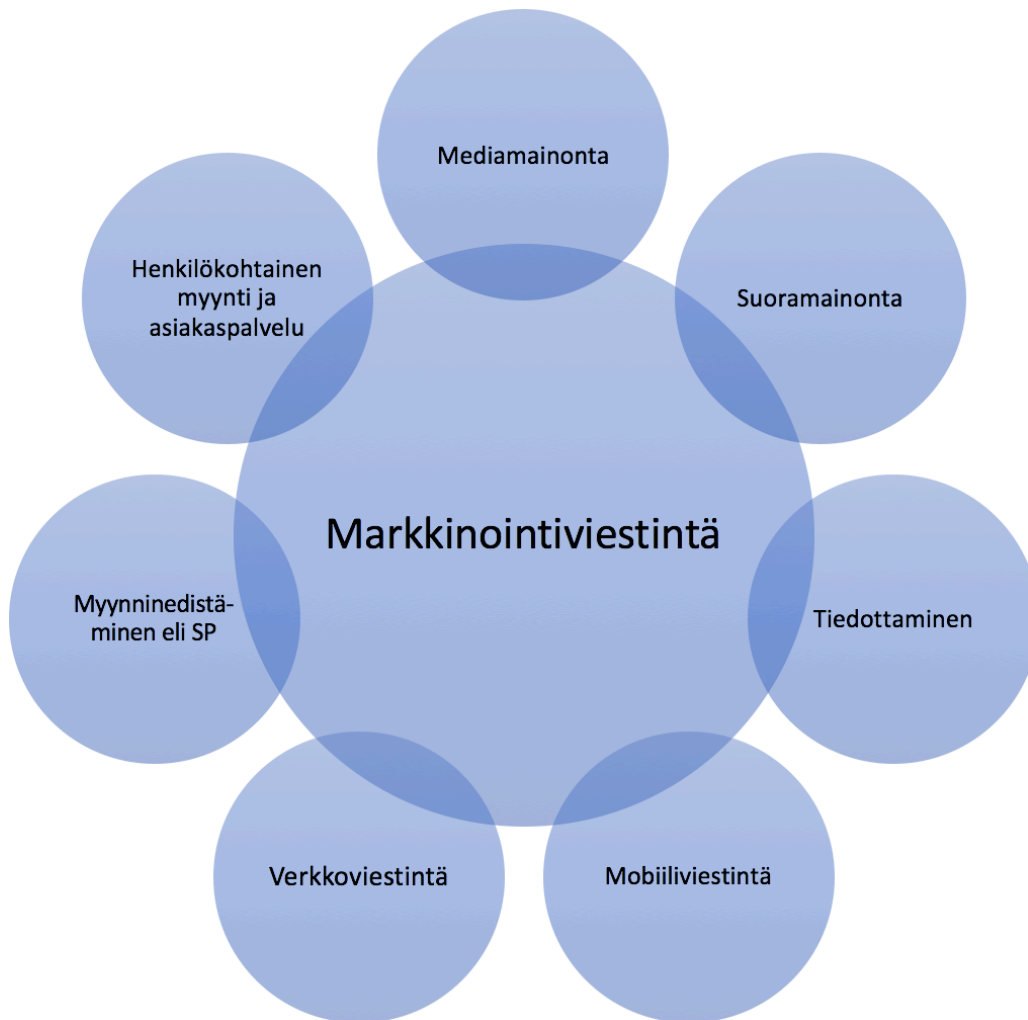 Mediamainonta
Henkilökohtainen
myynti ja
asiakaspalvelu
Suoramainonta
Markkinointiviestintä
Myynninedistä-
minen eli SP
Tiedottaminen
Verkkoviestintä
Mobiiliviestintä